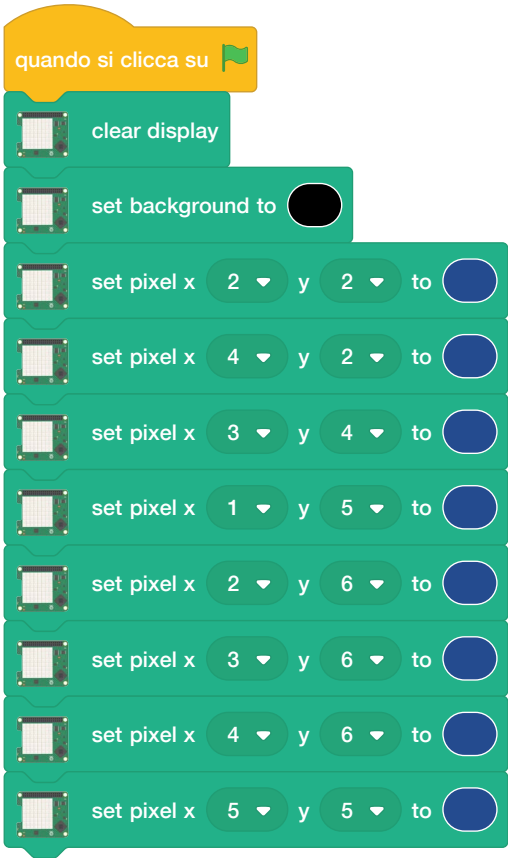 quando si clicca su
clear display
set background to
set pixel x 2 y 2 to
set pixel x 4 y 2 to
set pixel x 3 y 4 to
set pixel x 1 y 5 to
set pixel x 2 y 6 to
set pixel x 3 y 6 to
set pixel x 4 y 6 to
set pixel x 5 y 5 to